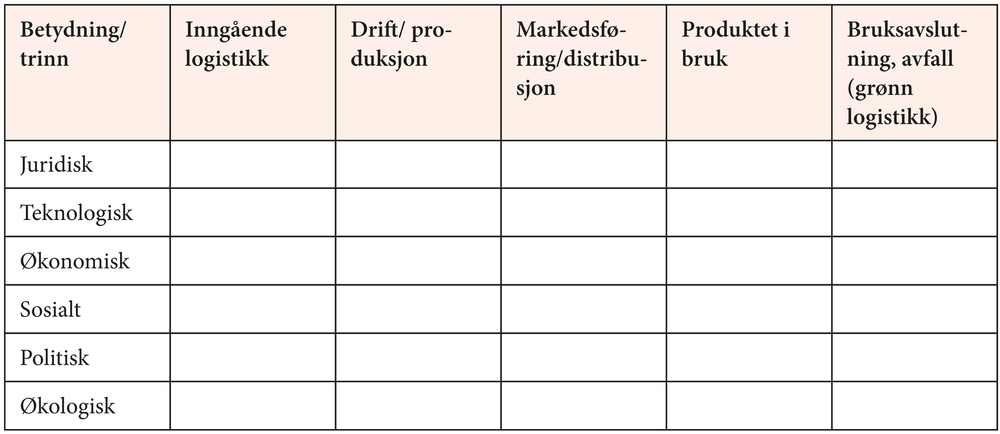 Betydning/
trinn
Inngående
logistikk
Drift/ pro-
duksjon
Markedsfø-
ring/distribu-
sjon
Produktet i
bruk
Bruksavslut-
ning, avfall
(grønn
logistikk)
Juridisk
Teknologisk
Økonomisk
Sosialt
Politisk
Økologisk